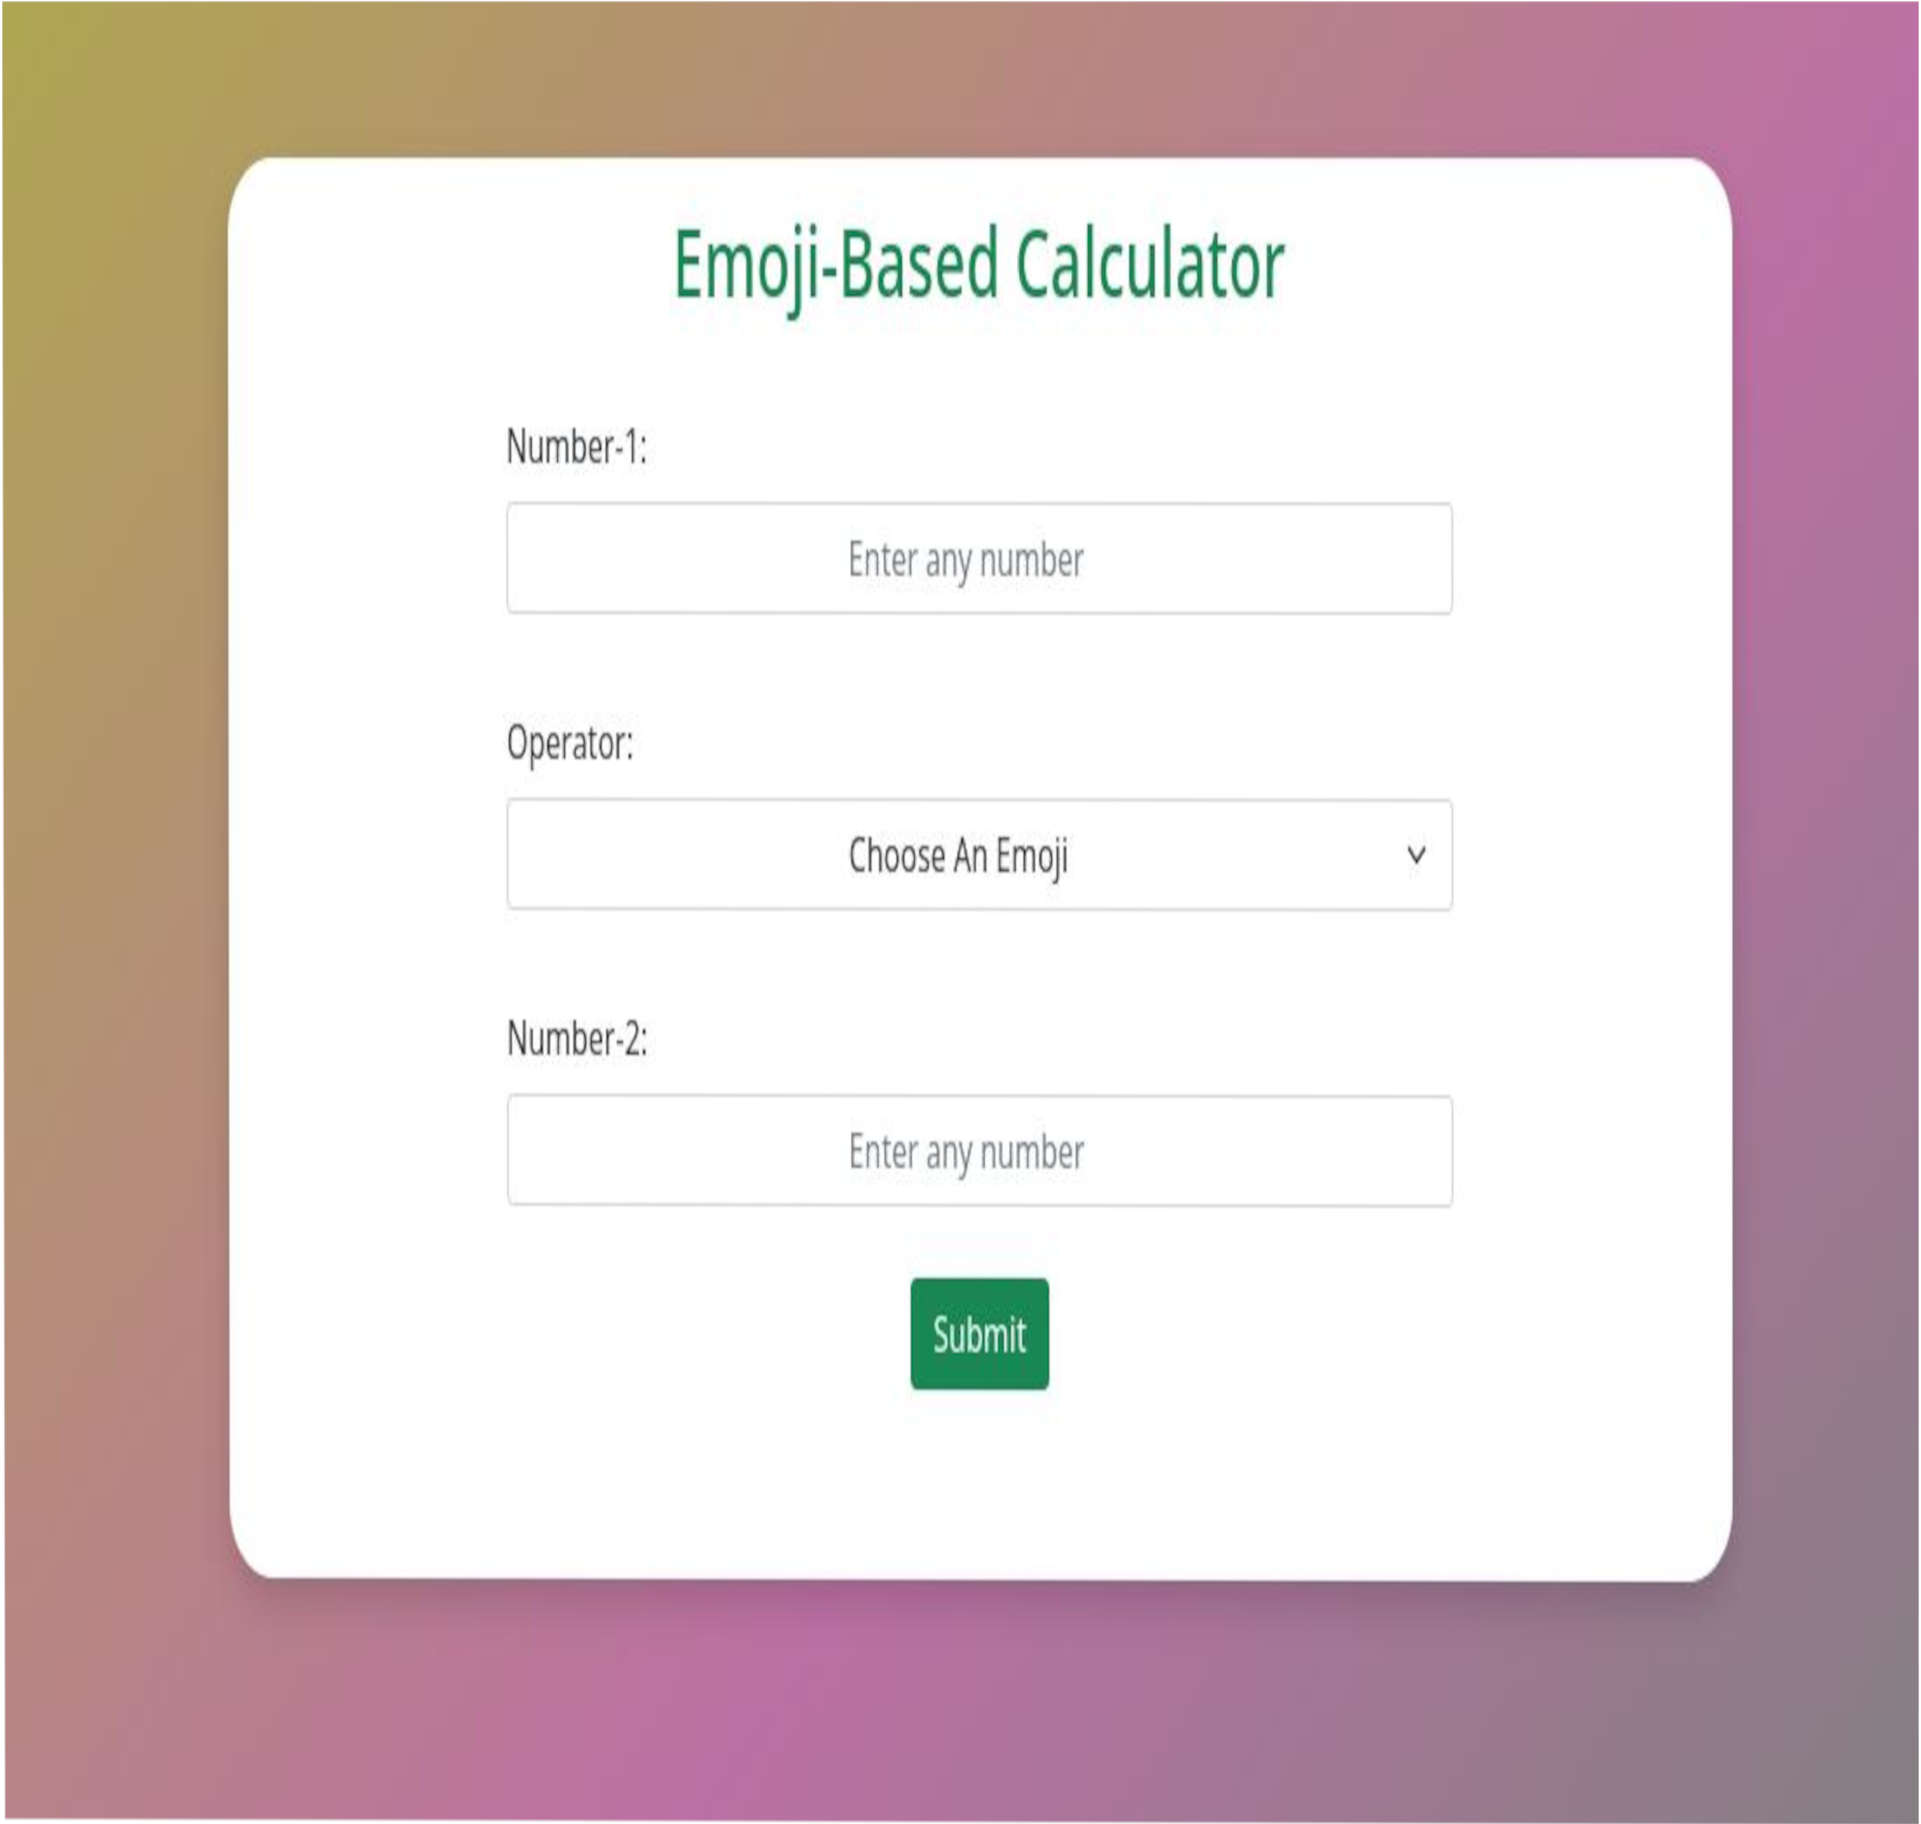 Emoji-Based Calculator
Number-1:
Enter any number
Operator:
Choose An Emoji
Number-2:
Enter any number
Submit